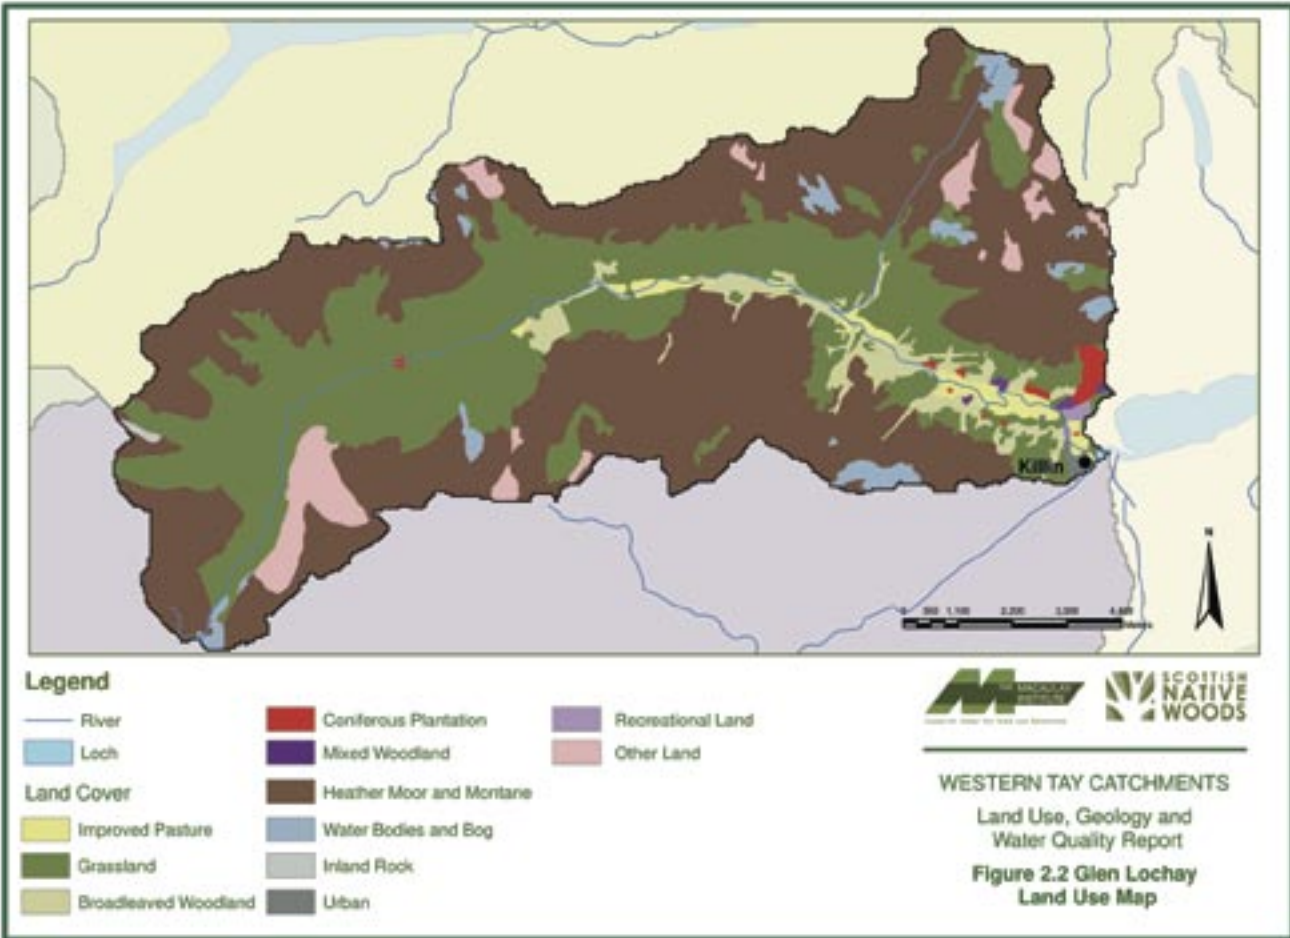 Killin
N
Legend
River
Loch
Land Cover
Improved Pasture
Grassland
Broadleaved Woodland
Coniferous Plantation
Mixed Woodland
Heather Moor and Montane
Water Bodies and Bog
Inland Rock
Urban
Recreational Land
Other Land
SCOTTISH
NATIVE
WOODS
WESTERN TAY CATCHMENTS
Land Use, Geology and
Water Quality Report
Figure 2.2 Glen Lochay
Land Use Map